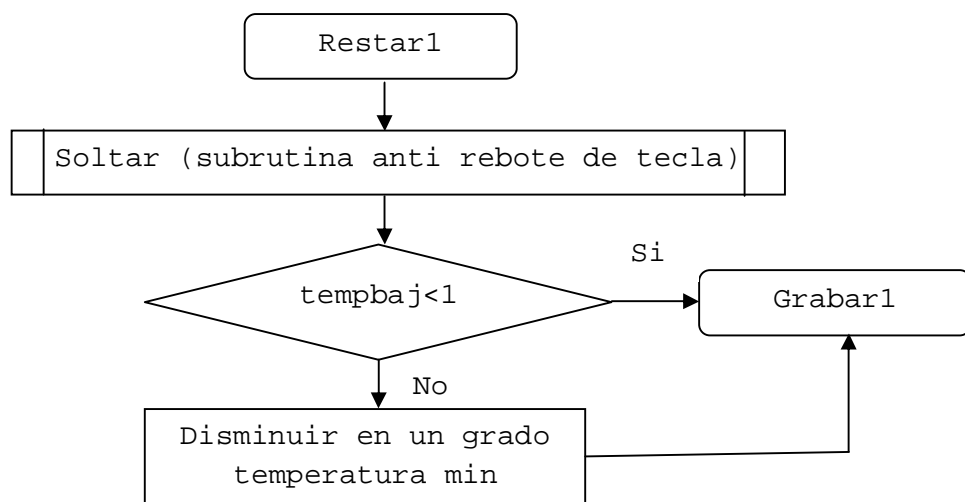 Restar1
Soltar (subrutina anti rebote de tecla)
Si
tempbaj<1
Grabar1
No
Disminuir en un grado
temperatura min